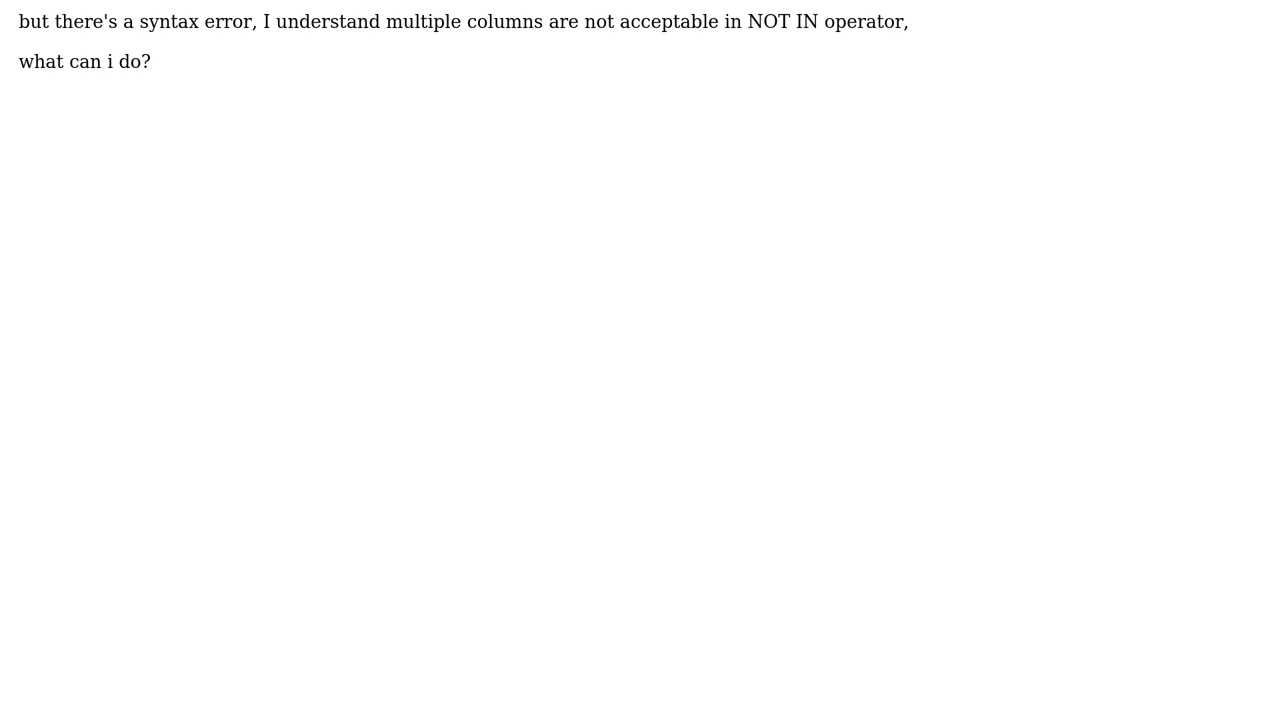 but there's a syntax error, I understand multiple columns are not acceptable in NOT IN operator,
what can i do?